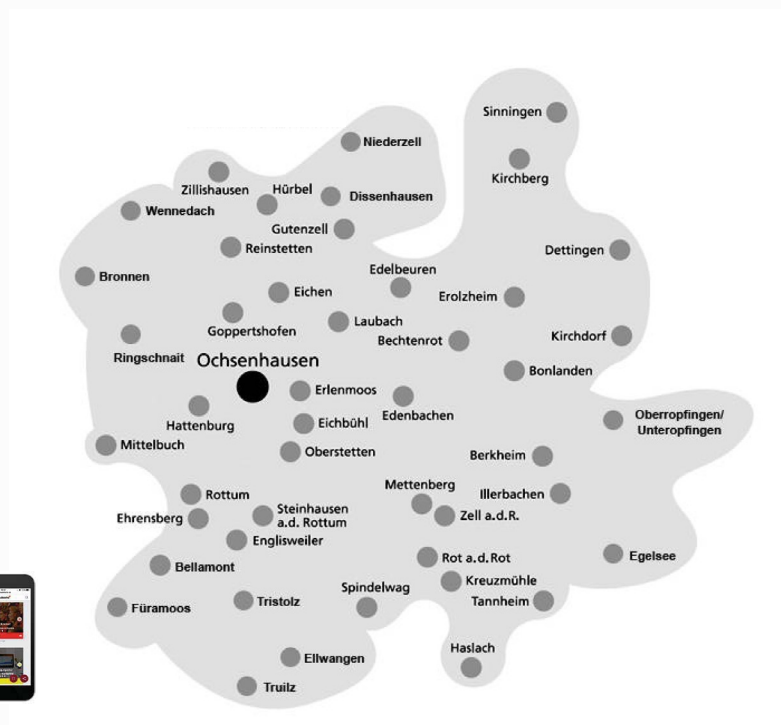 Sinningen
Niederzell
Kirchberg
Zillishausen
Hürbel
Dissenhausen
Wennedach
Gutenzell
Reinstetten
Dettingen
Edelbeuren
Bronnen
Eichen
Erolzheim
Goppertshofen
Laubach
Bechtenrot
Kirchdorf
Ringschnait
Ochsenhausen
Bonlanden
Erlenmoos
Edenbachen
Oberropfingen/
Unteropfingen
Hattenburg
Eichbühl
Mittelbuch
Oberstetten
Berkheim
Mettenberg
Rottum
Illerbachen
Steinhausen
a.d. Rottum
Ehrensberg
Zell a.d.R.
Englisweiler
Rot a.d.Rot
Egelsee
Bellamont
Kreuzmühle
Spindelwag
Tannheim
Füramoos
Tristolz
Haslach
Ellwangen
Truilz